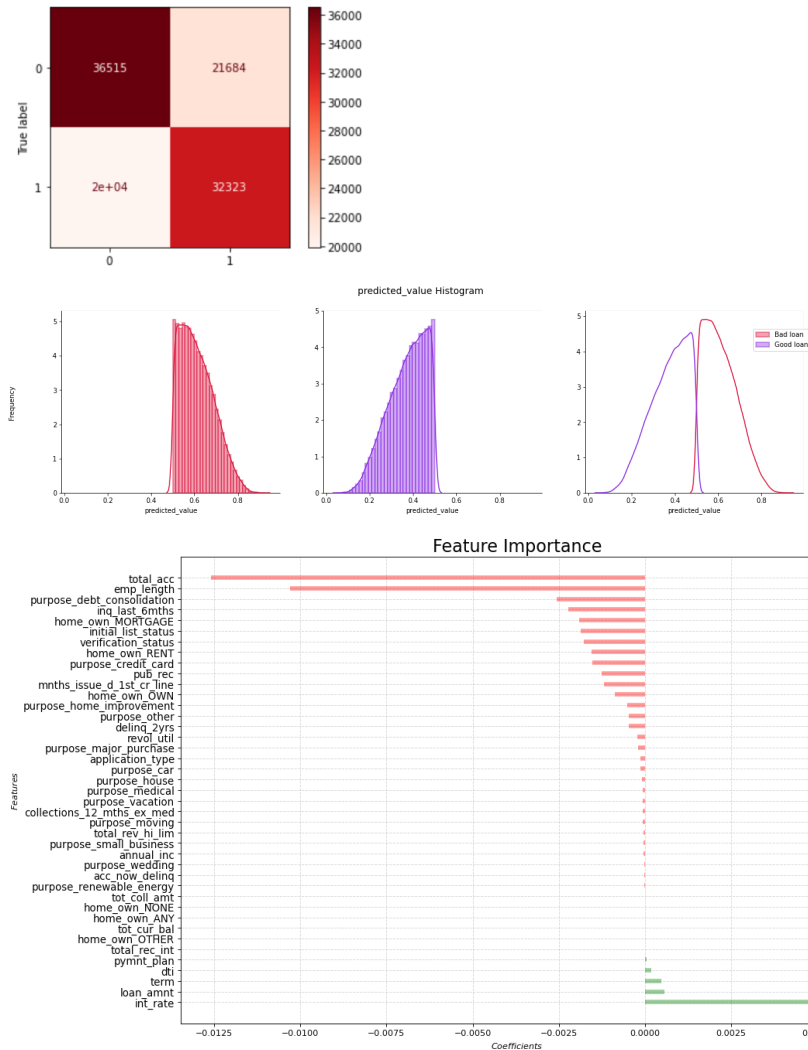 36000
34000
32000
30000
28000
26000
24000
22000
20000
True label
0
1
36515
21684
2e+04
32323
0
1
predicted_value Histogram
Frequency
5
4
3
2
1
0
0.0
0.2
0.4
0.6
0.8
predicted_value
5
4
3
2
1
0
0.0
0.2
0.4
0.6
0.8
predicted_value
5
4
3
2
1
0
0.0
0.2
0.4
0.6
0.8
predicted_value
Bad loan
Good loan
Feature Importance
Features
total_acc
emp_length
purpose_debt_consolidation
inq_last_6mths
home_own_MORTGAGE
initial_list_status
verification_status
home_own_RENT
purpose_credit_card
pub_rec
mnths_issue_d_1st_cr_line
home_own_OWN
purpose_home_improvement
purpose_other
delinq_2yrs
revol_util
purpose_major_purchase
application_type
purpose_car
purpose_house
purpose_medical
purpose_vacation
collections_12_mths_ex_med
purpose_moving
total_rev_hi_lim
purpose_small_business
annual_inc
purpose_wedding
acc_now_delinq
purpose_renewable_energy
tot_coll_amt
home_own_NONE
home_own_ANY
tot_cur_bal
home_own_OTHER
total_rec_int
pymnt_plan
dti
term
loan_amnt
int_rate
−0.0125
−0.0100
−0.0075
−0.0050
−0.0025
0.0000
0.0025
Coefficients